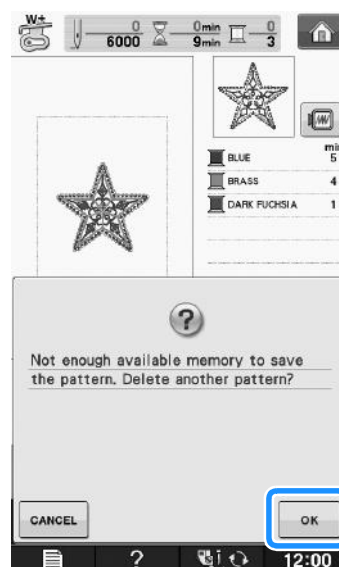 W+
0 0min 0
6000 9min 3
min
BLUE 5
BRASS 4
DARK FUCHSIA 1
?
Not enough available memory to save
the pattern. Delete another pattern?
CANCEL OK
? 12:00